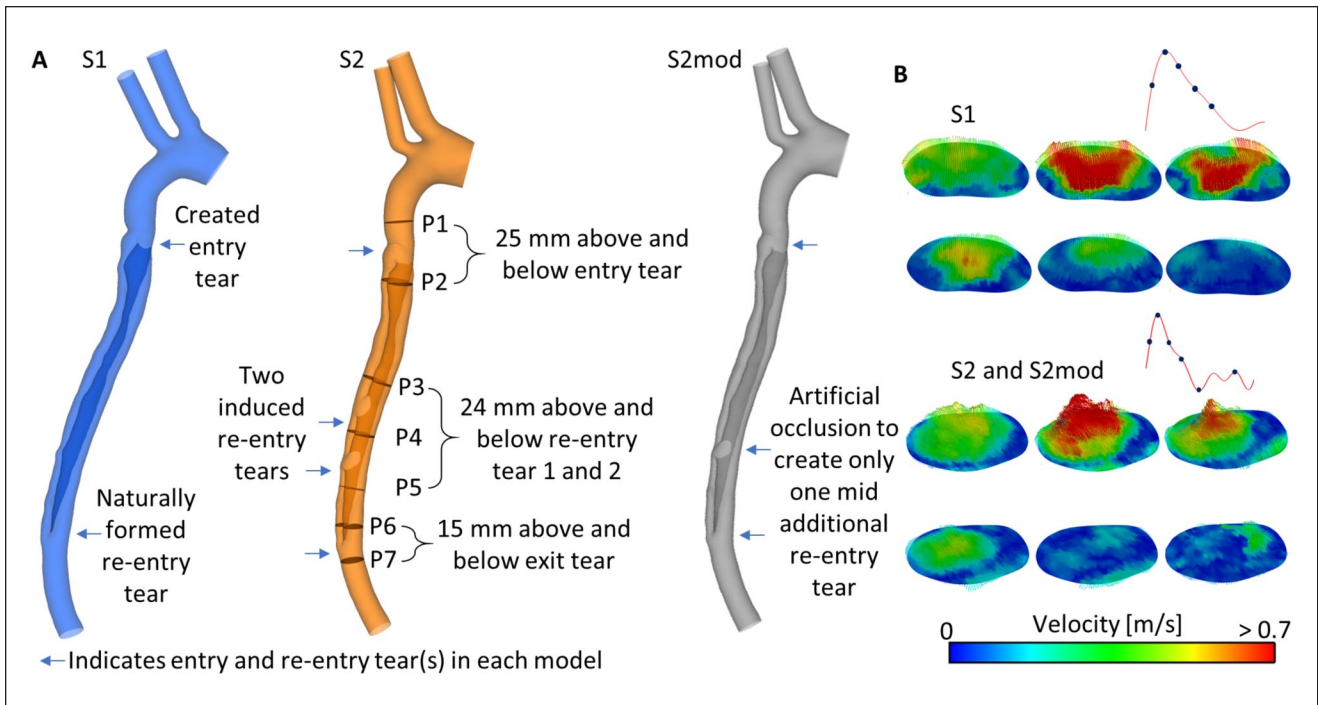 A
S1
S2
S2mod
B
S1
Created
entry
tear
P1
P2
25 mm above and
below entry tear
Two
induced
re-entry
tears
P3
P4
P5
24 mm above and
below re-entry
tear 1 and 2
Artificial
occlusion to
create only
one mid
additional
re-entry
tear
S2 and S2mod
Naturally
formed
re-entry
tear
P6
P7
15 mm above and
below exit tear
0
Velocity [m/s]
> 0.7
Indicates entry and re-entry tear(s) in each model